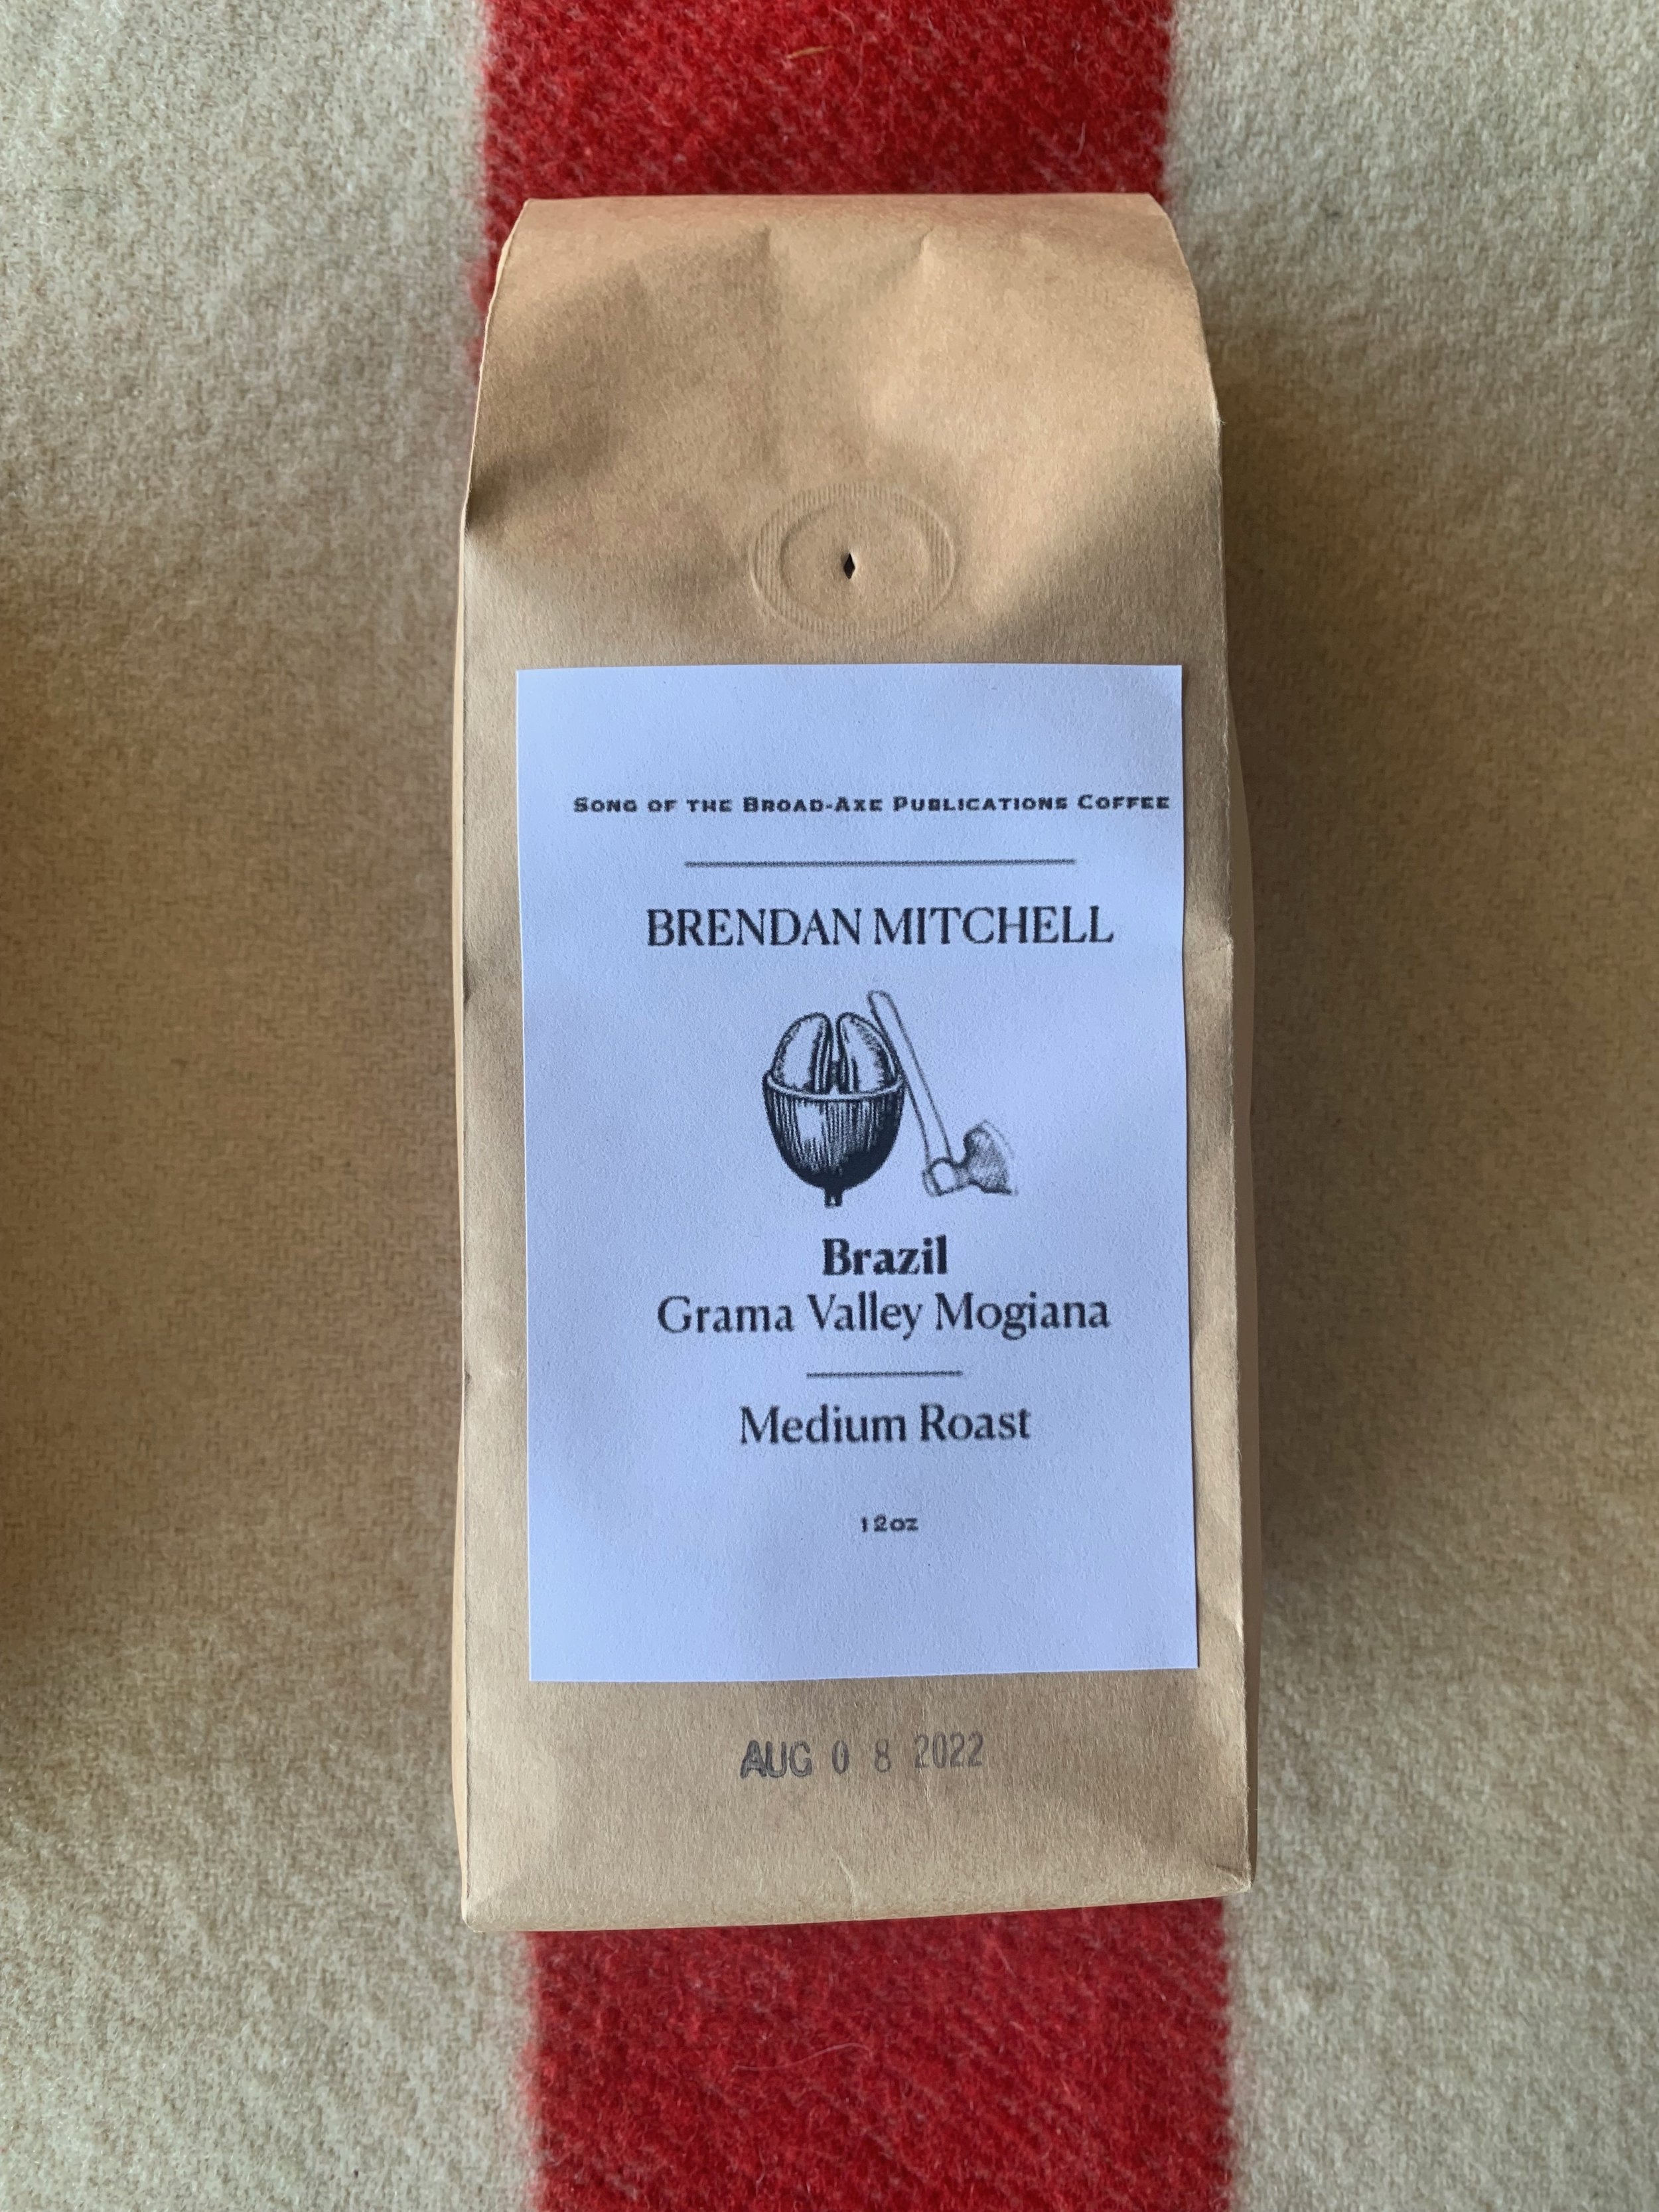 Song of the Broad-Axe Publications Coffee
BRENDAN MITCHELL
Brazil
Grama Valley Mogiana
Medium Roast
12oz
AUG 0 8 2022